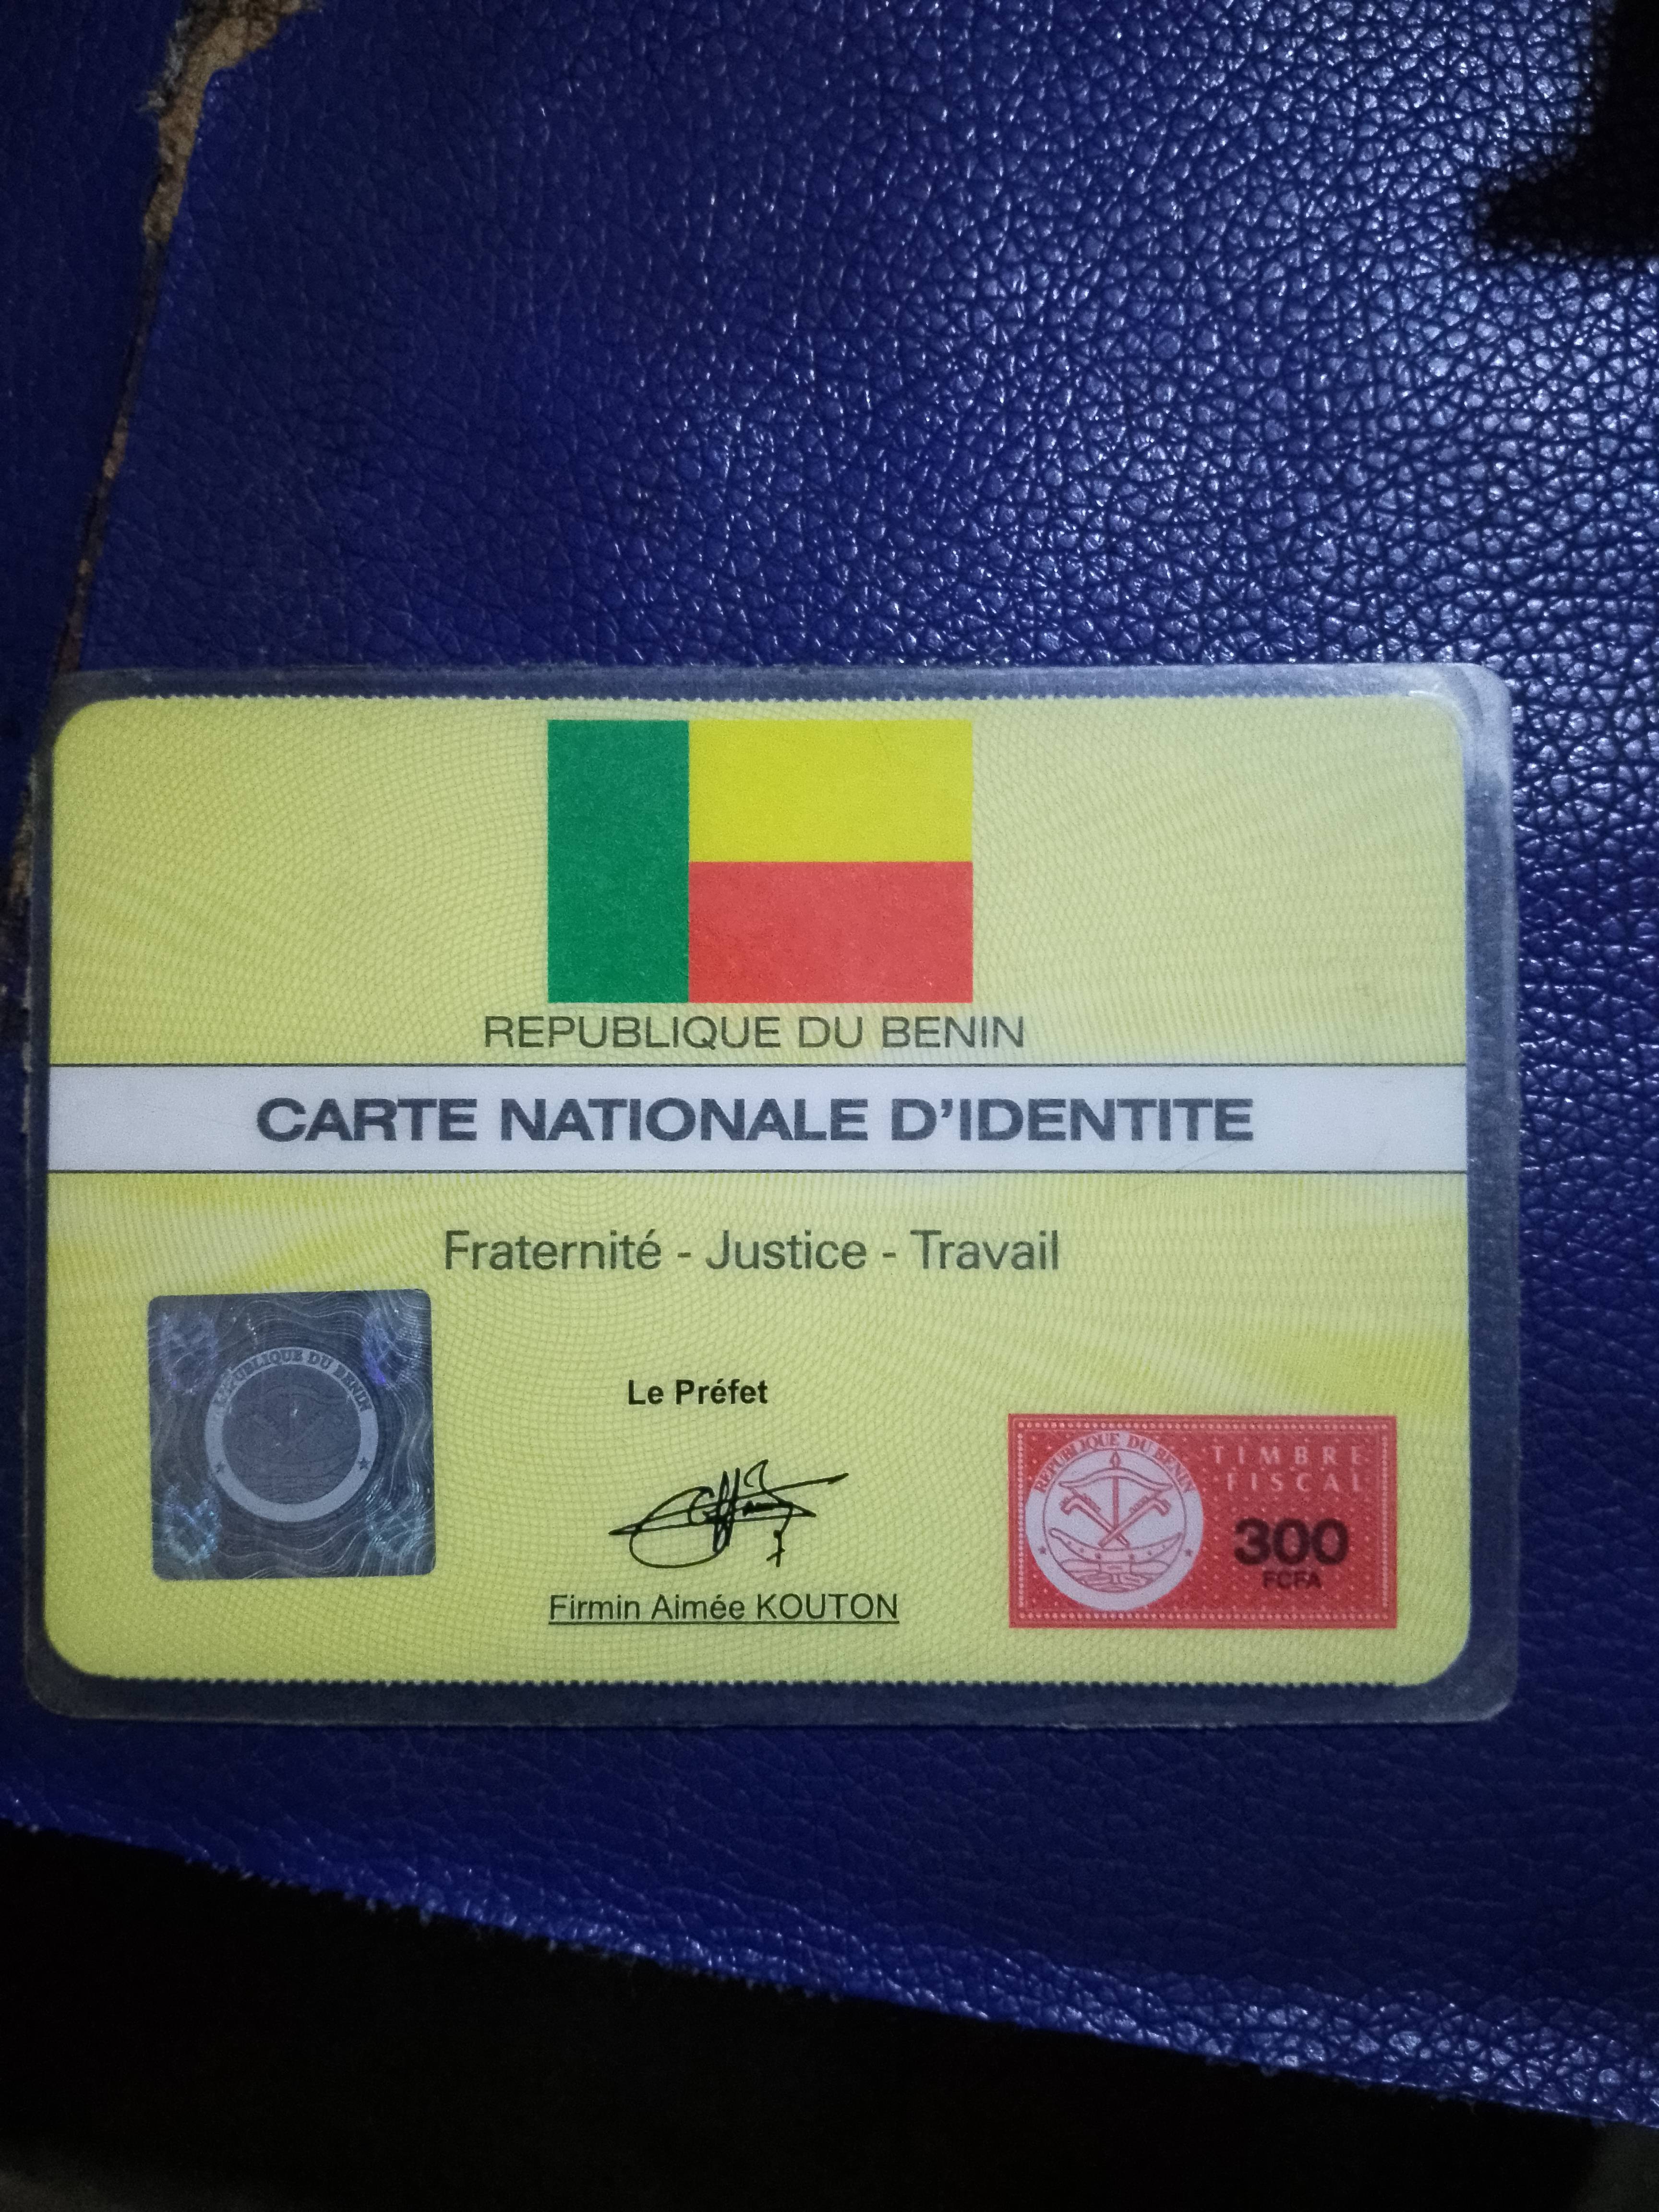 REPUBLIQUE DU BENIN
CARTE NATIONALE D'IDENTITE
Fraternité - Justice - Travail
REPUBLIQUE DU BENIN
Le Préfet
Firmin Aimée KOUTON
REPUBLIQUE DU BENIN
TIMBRE
FISCAL
300
FCFA